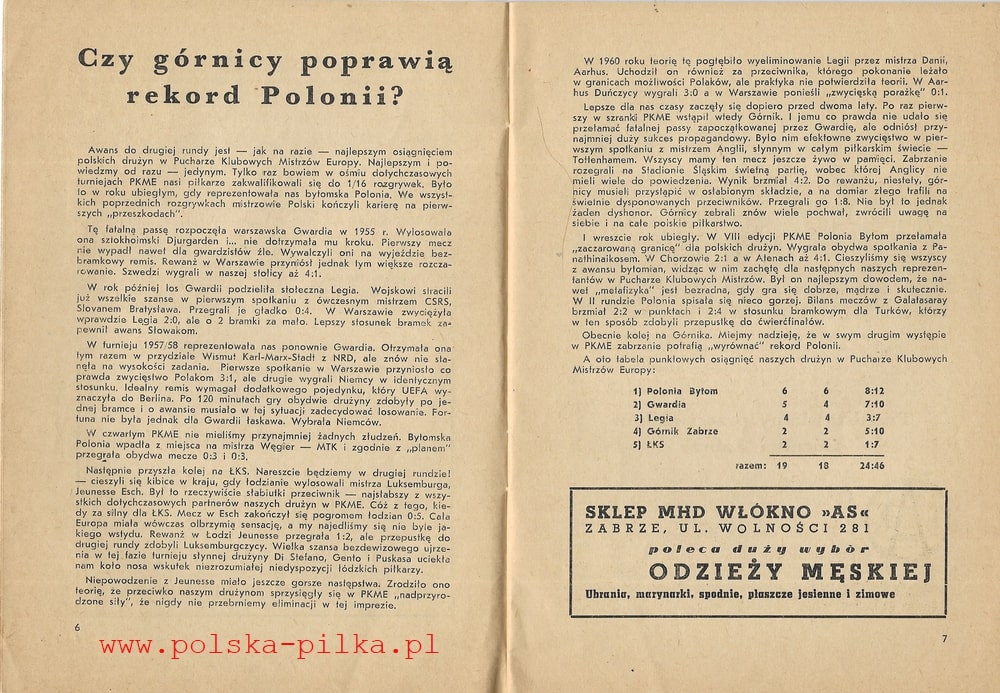 Czy górnicy poprawią
rekord Polonii?
Awans do drugiej rundy jest — jak na razie — najlepszym osiągnięciem
polskich drużyn w Pucharze Klubowych Mistrzów Europy. Najlepszym i po-
wiedzmy od razu — jedynym. Tylko raz bowiem w ośmiu dotychczasowych
turniejach PKME nasi piłkarze zakwalifikowali się do 1/16 rozgrywek. Było
to w roku ubiegłym, gdy reprezentowała nas bytomska Polonia. We wszyst-
kich poprzednich rozgrywkach mistrzowie Polski kończyli karierę na pierw-
szych „przeszkodach".
Tę fatalną passę rozpoczęła warszawska Gwardia w 1955 r. Wylosowała
ona sztokhoimski Djurgarden i... nie dotrzymała mu kroku. Pierwszy mecz
nie wypadł nawet dla gwardzistów źle. Wywalczyli oni na wyjeździe bez-
bramkowy remis. Rewanż w Warszawie przyniósł jednak tym większe rozcza-
rowanie. Szwedzi wygrali w naszej stolicy aż 4:1.
W rok później los Gwardii podzieliła stołeczna Legia. Wojskowi stracili
już wszelkie szanse w pierwszym spotkaniu z ówczesnym mistrzem CSRS,
Slovanem Bratysława. Przegrali je gładko 0:4. W Warszawie zwyciężyła
wprawdzie Legia 2:0, ale o 2 bramki za mało. Lepszy stosunek bramek za-
pewnił awans Słowakom.
W turnieju 1957/58 reprezentowała nas ponownie Gwardia. Otrzymała ona
tym razem w przydziale Wismut Karl-Marx-Stadt z NRD, ale znów nie sta-
nęła na wysokości zadania. Pierwsze spotkanie w Warszawie przyniosło co
prawda zwycięstwo Polakom 3:1, ale drugie wygrali Niemcy w identycznym
stosunku. Idealny remis wymagał dodatkowego pojedynku, który UEFA wy-
znaczyła do Berlina. Po 120 minutach gry obydwie drużyny zdobyły po je-
dnej bramce i o awansie musiało w tej sytuacji zadecydować losowanie. For-
tuna nie była jednak dla Gwardii łaskawa. Wybrała Niemców.
W czwartym PKME nie mieliśmy przynajmniej żadnych złudzeń. Bytomska
Polonia wpadła z miejsca na mistrza Węgier — MTK i zgodnie z „planem"
przegrała obydwa mecze 0:3 i 0:3.
Następnie przyszła kolej na ŁKS. Nareszcie będziemy w drugiej rundzie!
— cieszyli się kibice w kraju, gdy łodzianie wylosowali mistrza Luksemburga,
Jeunesse Esch. Był to rzeczywiście słabiutki przeciwnik — najsłabszy z wszy-
stkich dotychczasowych partnerów naszych drużyn w PKME. Cóż z tego, kie-
dy za silny dla ŁKS. Mecz w Esch zakończył się pogromem łodzian 0:5. Cała
Europa miała wówczas olbrzymią sensację, a my najedliśmy się nie byle ja-
kiego wstydu. Rewanż w Łodzi Jeunesse przegrała 1:2, ale przepustkę do
drugiej rundy zdobyli Luksemburgczycy. Wielka szansa bezdewizowego ujrze-
nia w tej fazie turnieju słynnej drużyny Di Stefano, Gento i Puskasa uciekła
nam koło nosa wskutek niezrozumiałej niedyspozycji łódzkich piłkarzy.
Niepowodzenie z Jeunesse miało jeszcze gorsze następstwa. Zrodziło ono
teorię, że przeciwko naszym drużynom sprzysięgły się w PKME „nadprzyro-
dzone siły", że nigdy nie przebrniemy eliminacji w tej imprezie.
6
www.polska-pilka.pl
W 1960 roku teorię tę pogłębiło wyeliminowanie Legii przez mistrza Danii,
Aarhus. Uchodził on również za przeciwnika, którego pokonanie leżało
w granicach możliwości Polaków, ale praktyka nie potwierdziła teorii. W Aar-
hus Duńczycy wygrali 3:0 a w Warszawie ponieśli „zwycięską porażkę" 0:1.
Lepsze dla nas czasy zaczęły się dopiero przed dwoma laty. Po raz pierw-
szy w szranki PKME wstąpił wtedy Górnik. I jemu co prawda nie udało się
przełamać fatalnej passy zapoczątkowanej przez Gwardię, ale odniósł przy-
najmniej duży sukces propagandowy. Było nim efektowne zwycięstwo w pier-
wszym spotkaniu z mistrzem Anglii, słynnym w całym piłkarskim świecie —
Tottenhamem. Wszyscy mamy ten mecz jeszcze żywo w pamięci. Zabrzanie
rozegrali na Stadionie Śląskim świetną partię, wobec której Anglicy nie
mieli wiele do powiedzenia. Wynik brzmiał 4:2. Do rewanżu, niestety, gór-
nicy musieli przystąpić w osłabionym składzie, a na domiar złego trafili na
świetnie dysponowanych przeciwników. Przegrali go 1:8. Nie był to jednak
żaden dyshonor. Górnicy zebrali znów wiele pochwał, zwrócili uwagę na
siebie i na całe polskie piłkarstwo.
I wreszcie rok ubiegły. W VIII edycji PKME Polonia Bytom przełamała
„zaczarowaną granicę" dla polskich drużyn. Wygrała obydwa spotkania z Pa-
nathinaikosem. W Chorzowie 2:1 a w Atenach aż 4:1. Cieszyliśmy się wszyscy
z awansu bytomian, widząc w nim zachętę dla następnych naszych reprezen-
tantów w Pucharze Klubowych Mistrzów. Był on najlepszym dowodem, że na-
wet „metafizyka" jest bezradna, gdy gra się dobrze, mądrze i skutecznie.
W II rundzie Polonia spisała się nieco gorzej. Bilans meczów z Galatasaray
brzmiał 2:2 w punktach i 2:4 w stosunku bramkowym dla Turków, którzy
w ten sposób zdobyli przepustkę do ćwierćfinałów.
Obecnie kolej na Górnika. Miejmy nadzieję, że w swym drugim występie
w PKME zabrzanie potrafią „wyrównać" rekord Polonii.
A oto tabela punktowych osiągnięć naszych drużyn w Pucharze Klubowych
Mistrzów Europy:
1) Polonia Bytom 6 6 8:12
2) Gwardia 5 4 7:10
3) Legia 4 4 3:7
4) Górnik Zabrze 2 2 5:10
5) ŁKS 2 2 1:7
razem: 19 18 24:46
SKLEP MHD WŁÓKNO »AS«
ZABRZE, UL. WOLNOŚCI 281
poleca duży wybór
ODZIEŻY MĘSKIEJ
Ubrania, marynarki, spodnie, płaszcze jesienne i zimowe
7